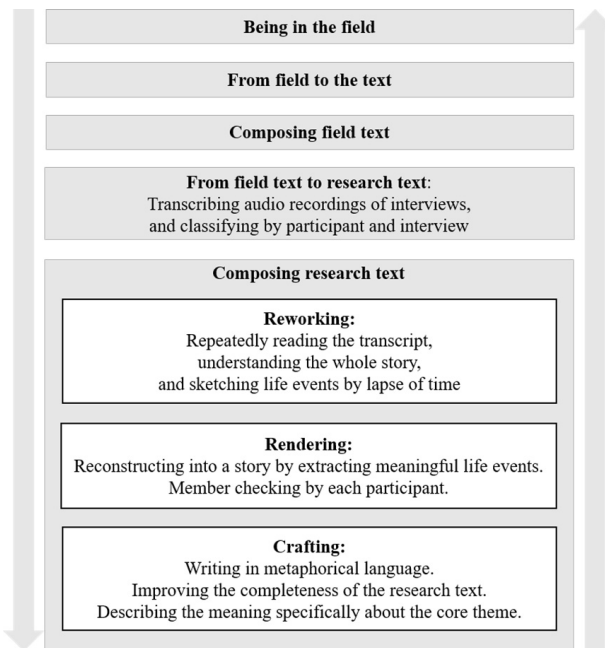 Being in the field
From field to the text
Composing field text
From field text to research text:
Transcribing audio recordings of interviews,
and classifying by participant and interview
Composing research text
Reworking:
Repeatedly reading the transcript,
understanding the whole story,
and sketching life events by lapse of time
Rendering:
Reconstructing into a story by extracting meaningful life events.
Member checking by each participant.
Crafting:
Writing in metaphorical language.
Improving the completeness of the research text.
Describing the meaning specifically about the core theme.